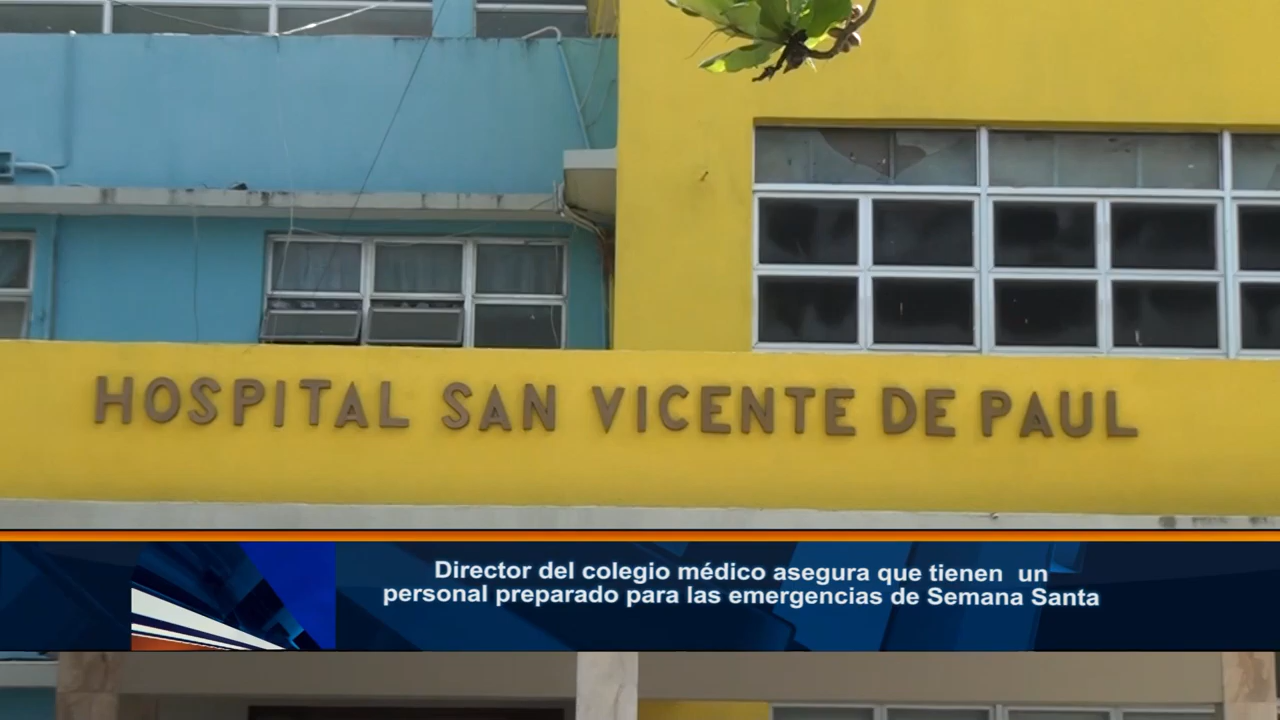 HOSPITAL SAN VICENTE DE PAUL
Director del colegio médico asegura que tienen un
personal preparado para las emergencias de Semana Santa